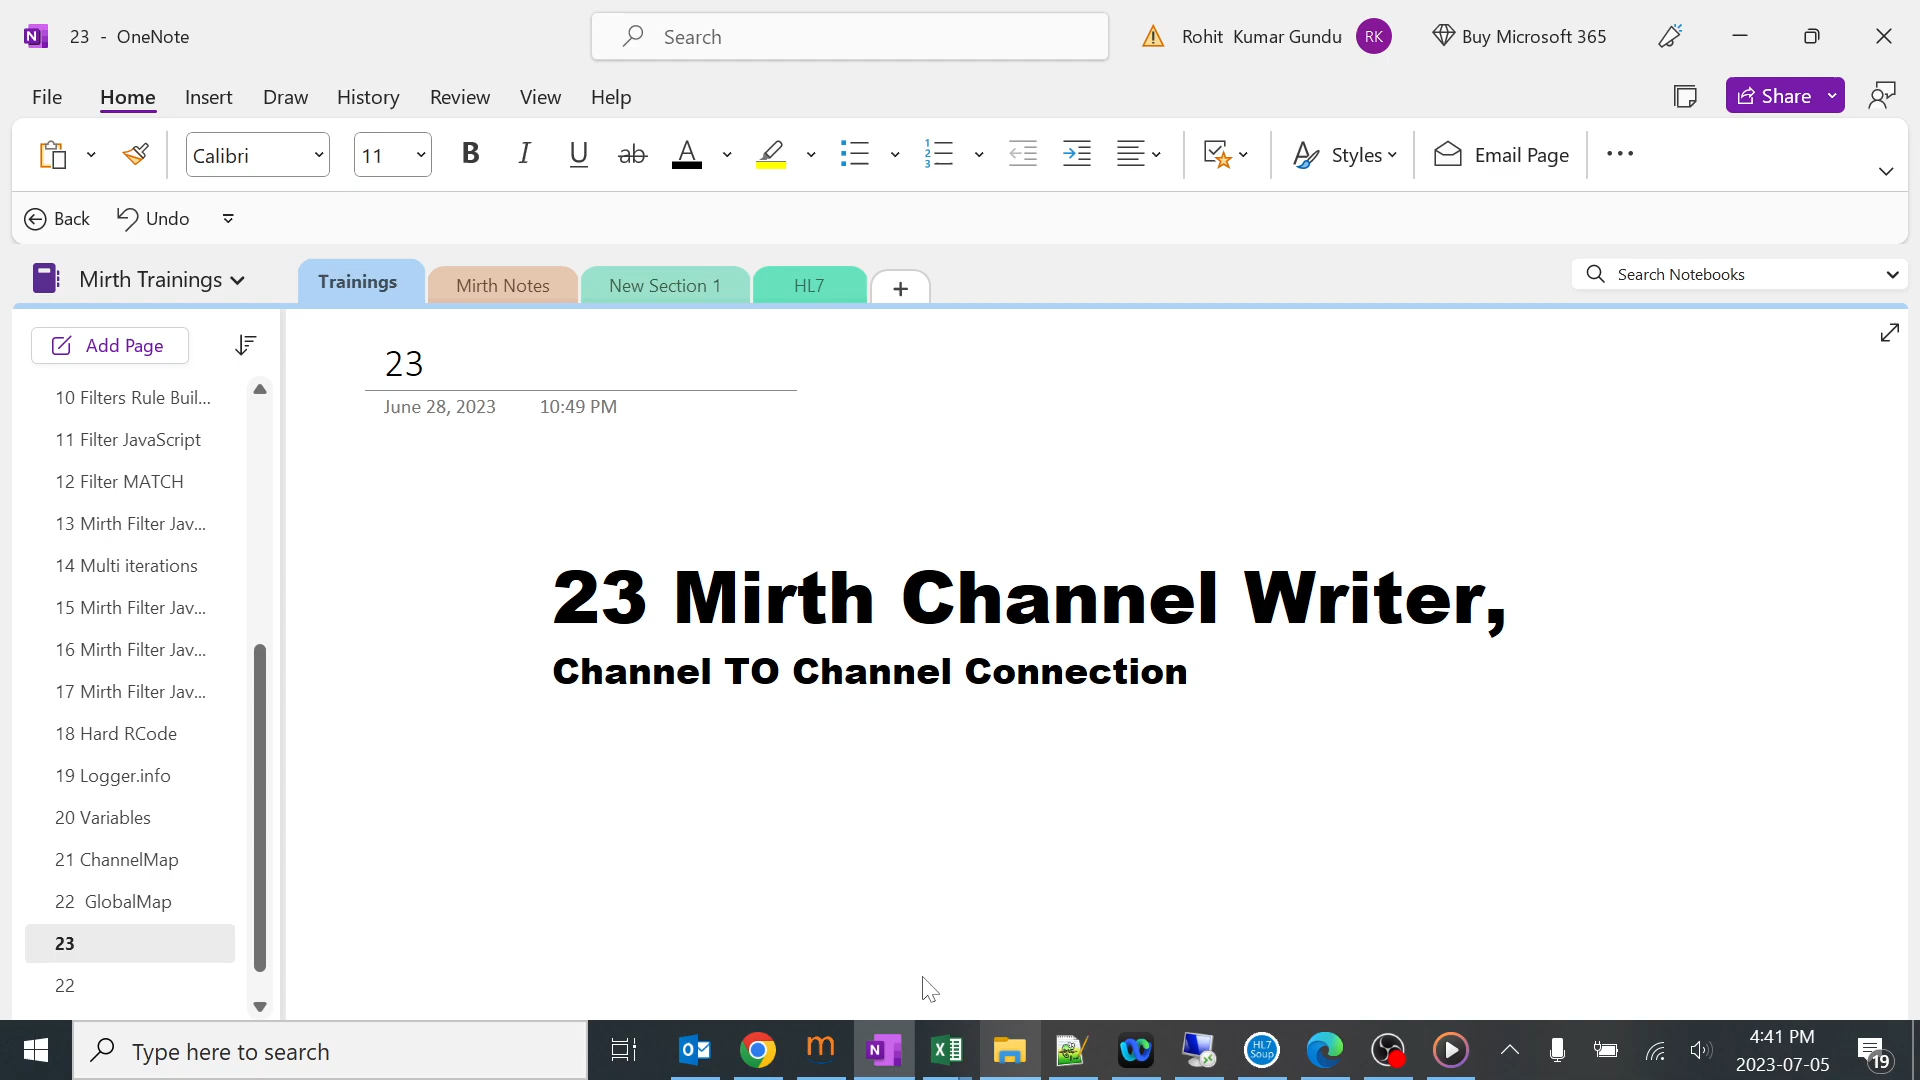 23 - OneNote
Search
Rohit Kumar Gundu
RK
Buy Microsoft 365
File
Home
Insert
Draw
History
Review
View
Help
Share
Calibri
11
B
I
U
ab
A
Styles
Email Page
Back
Undo
Mirth Trainings
Trainings
Mirth Notes
New Section 1
HL7
+
Search Notebooks
Add Page
10 Filters Rule Buil...
11 Filter JavaScript
12 Filter MATCH
13 Mirth Filter Jav...
14 Multi iterations
15 Mirth Filter Jav...
16 Mirth Filter Jav...
17 Mirth Filter Jav...
18 Hard RCode
19 Logger.info
20 Variables
21 ChannelMap
22 GlobalMap
23
22
23
June 28, 2023 10:49 PM
23 Mirth Channel Writer,
Channel TO Channel Connection
Type here to search
HL7
Soup
4:41 PM
2023-07-05
19